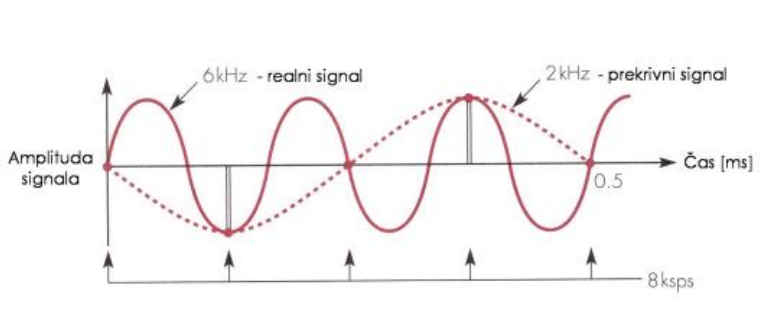 6kHz - realni signal
2kHz - prekrivni signal
Amplituda
signala
Čas [ms]
0.5
8ksps